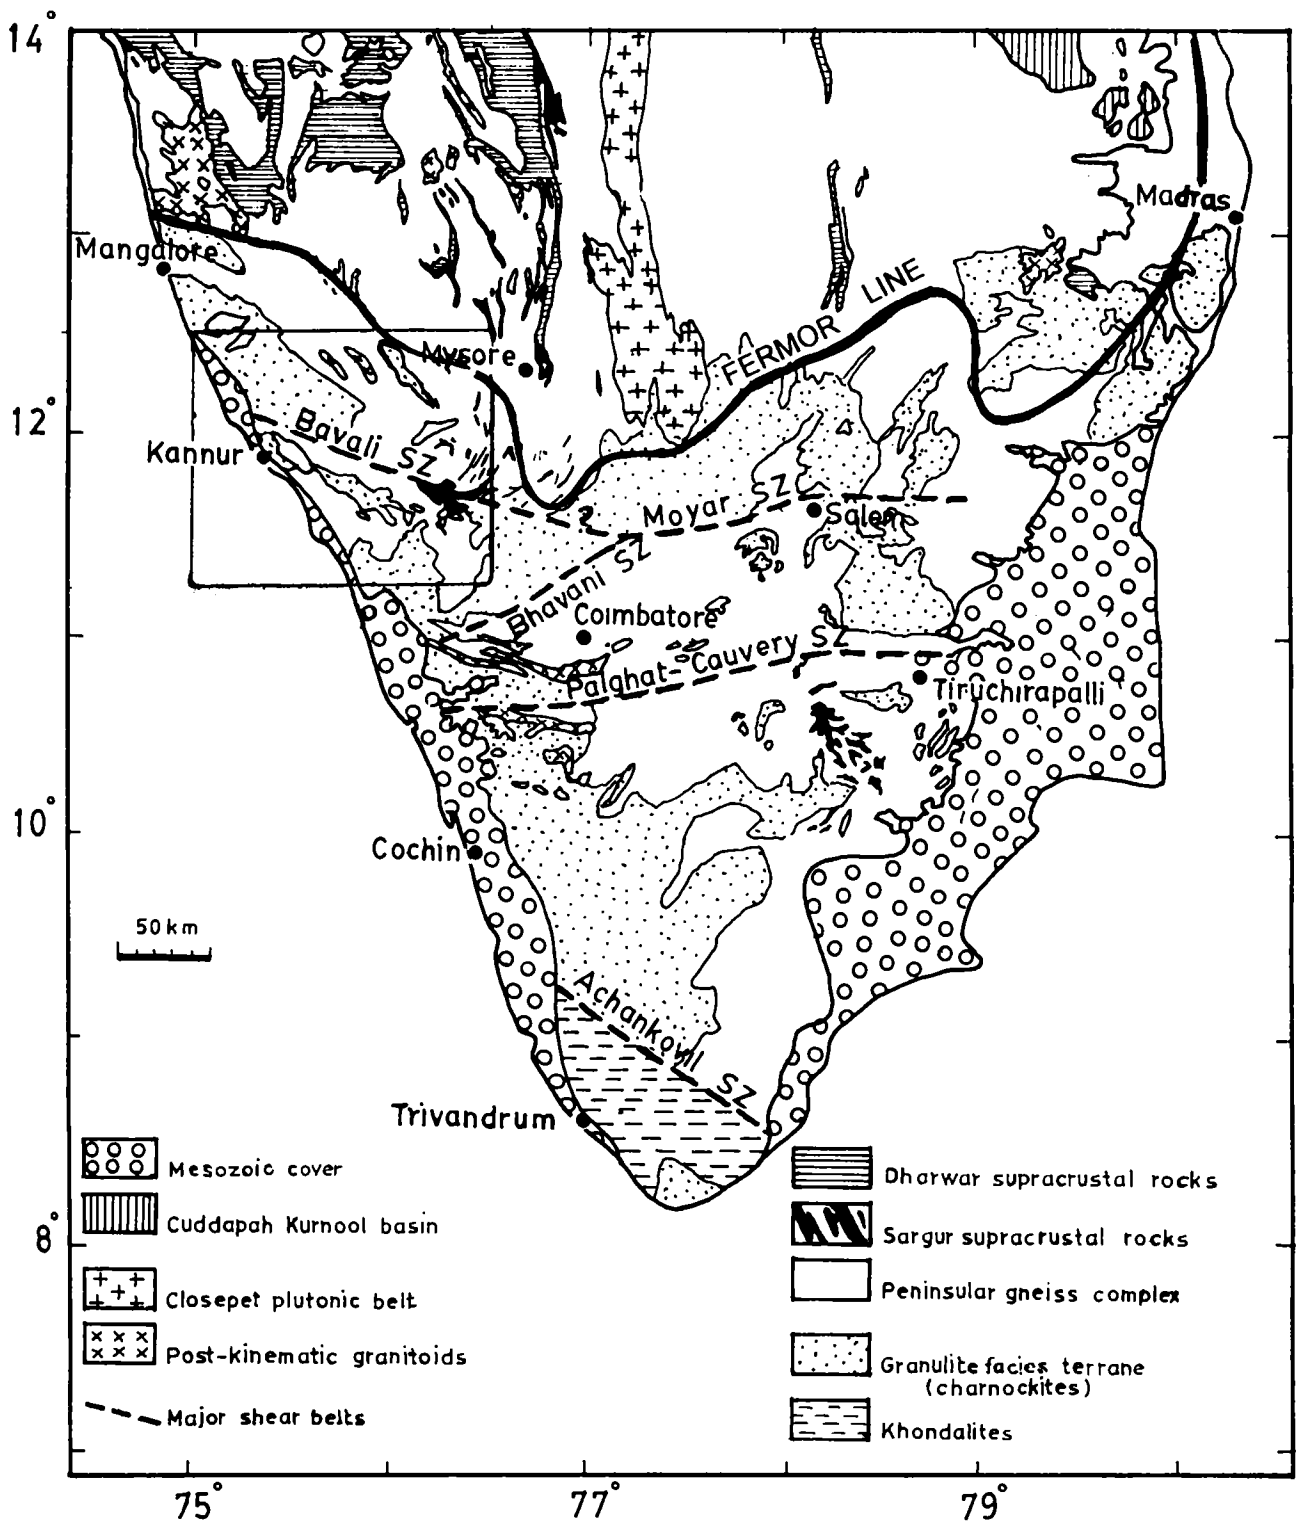 14°
Madras
Mangalore
FERMOR LINE
Mysore
12°
Bavali SZ
Kannur
Moyar SZ
Salem
Bhavani SZ
Coimbatore
Palghat-Cauvery SZ
Tiruchirapalli
10°
Cochin
50 km
Achankovil SZ
Trivandrum
8°
Mesozoic cover
Cuddapah Kurnool basin
Closepet plutonic belt
Post-kinematic granitoids
Major shear belts
Dharwar supracrustal rocks
Sargur supracrustal rocks
Peninsular gneiss complex
Granulite facies terrane
(charnockites)
Khondalites
75°
77°
79°